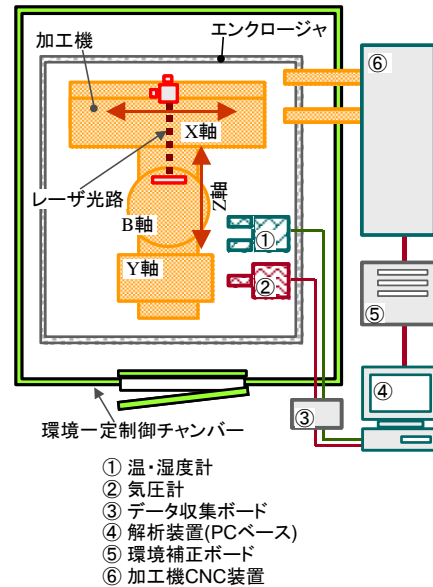 加工機
エンクロージャ
⑥
X軸
レーザ光路
Z軸
B軸
①
Y軸
②
⑤
④
③
環境一定制御チャンバー
① 温・湿度計
② 気圧計
③ データ収集ボード
④ 解析装置(PCベース)
⑤ 環境補正ボード
⑥ 加工機CNC装置